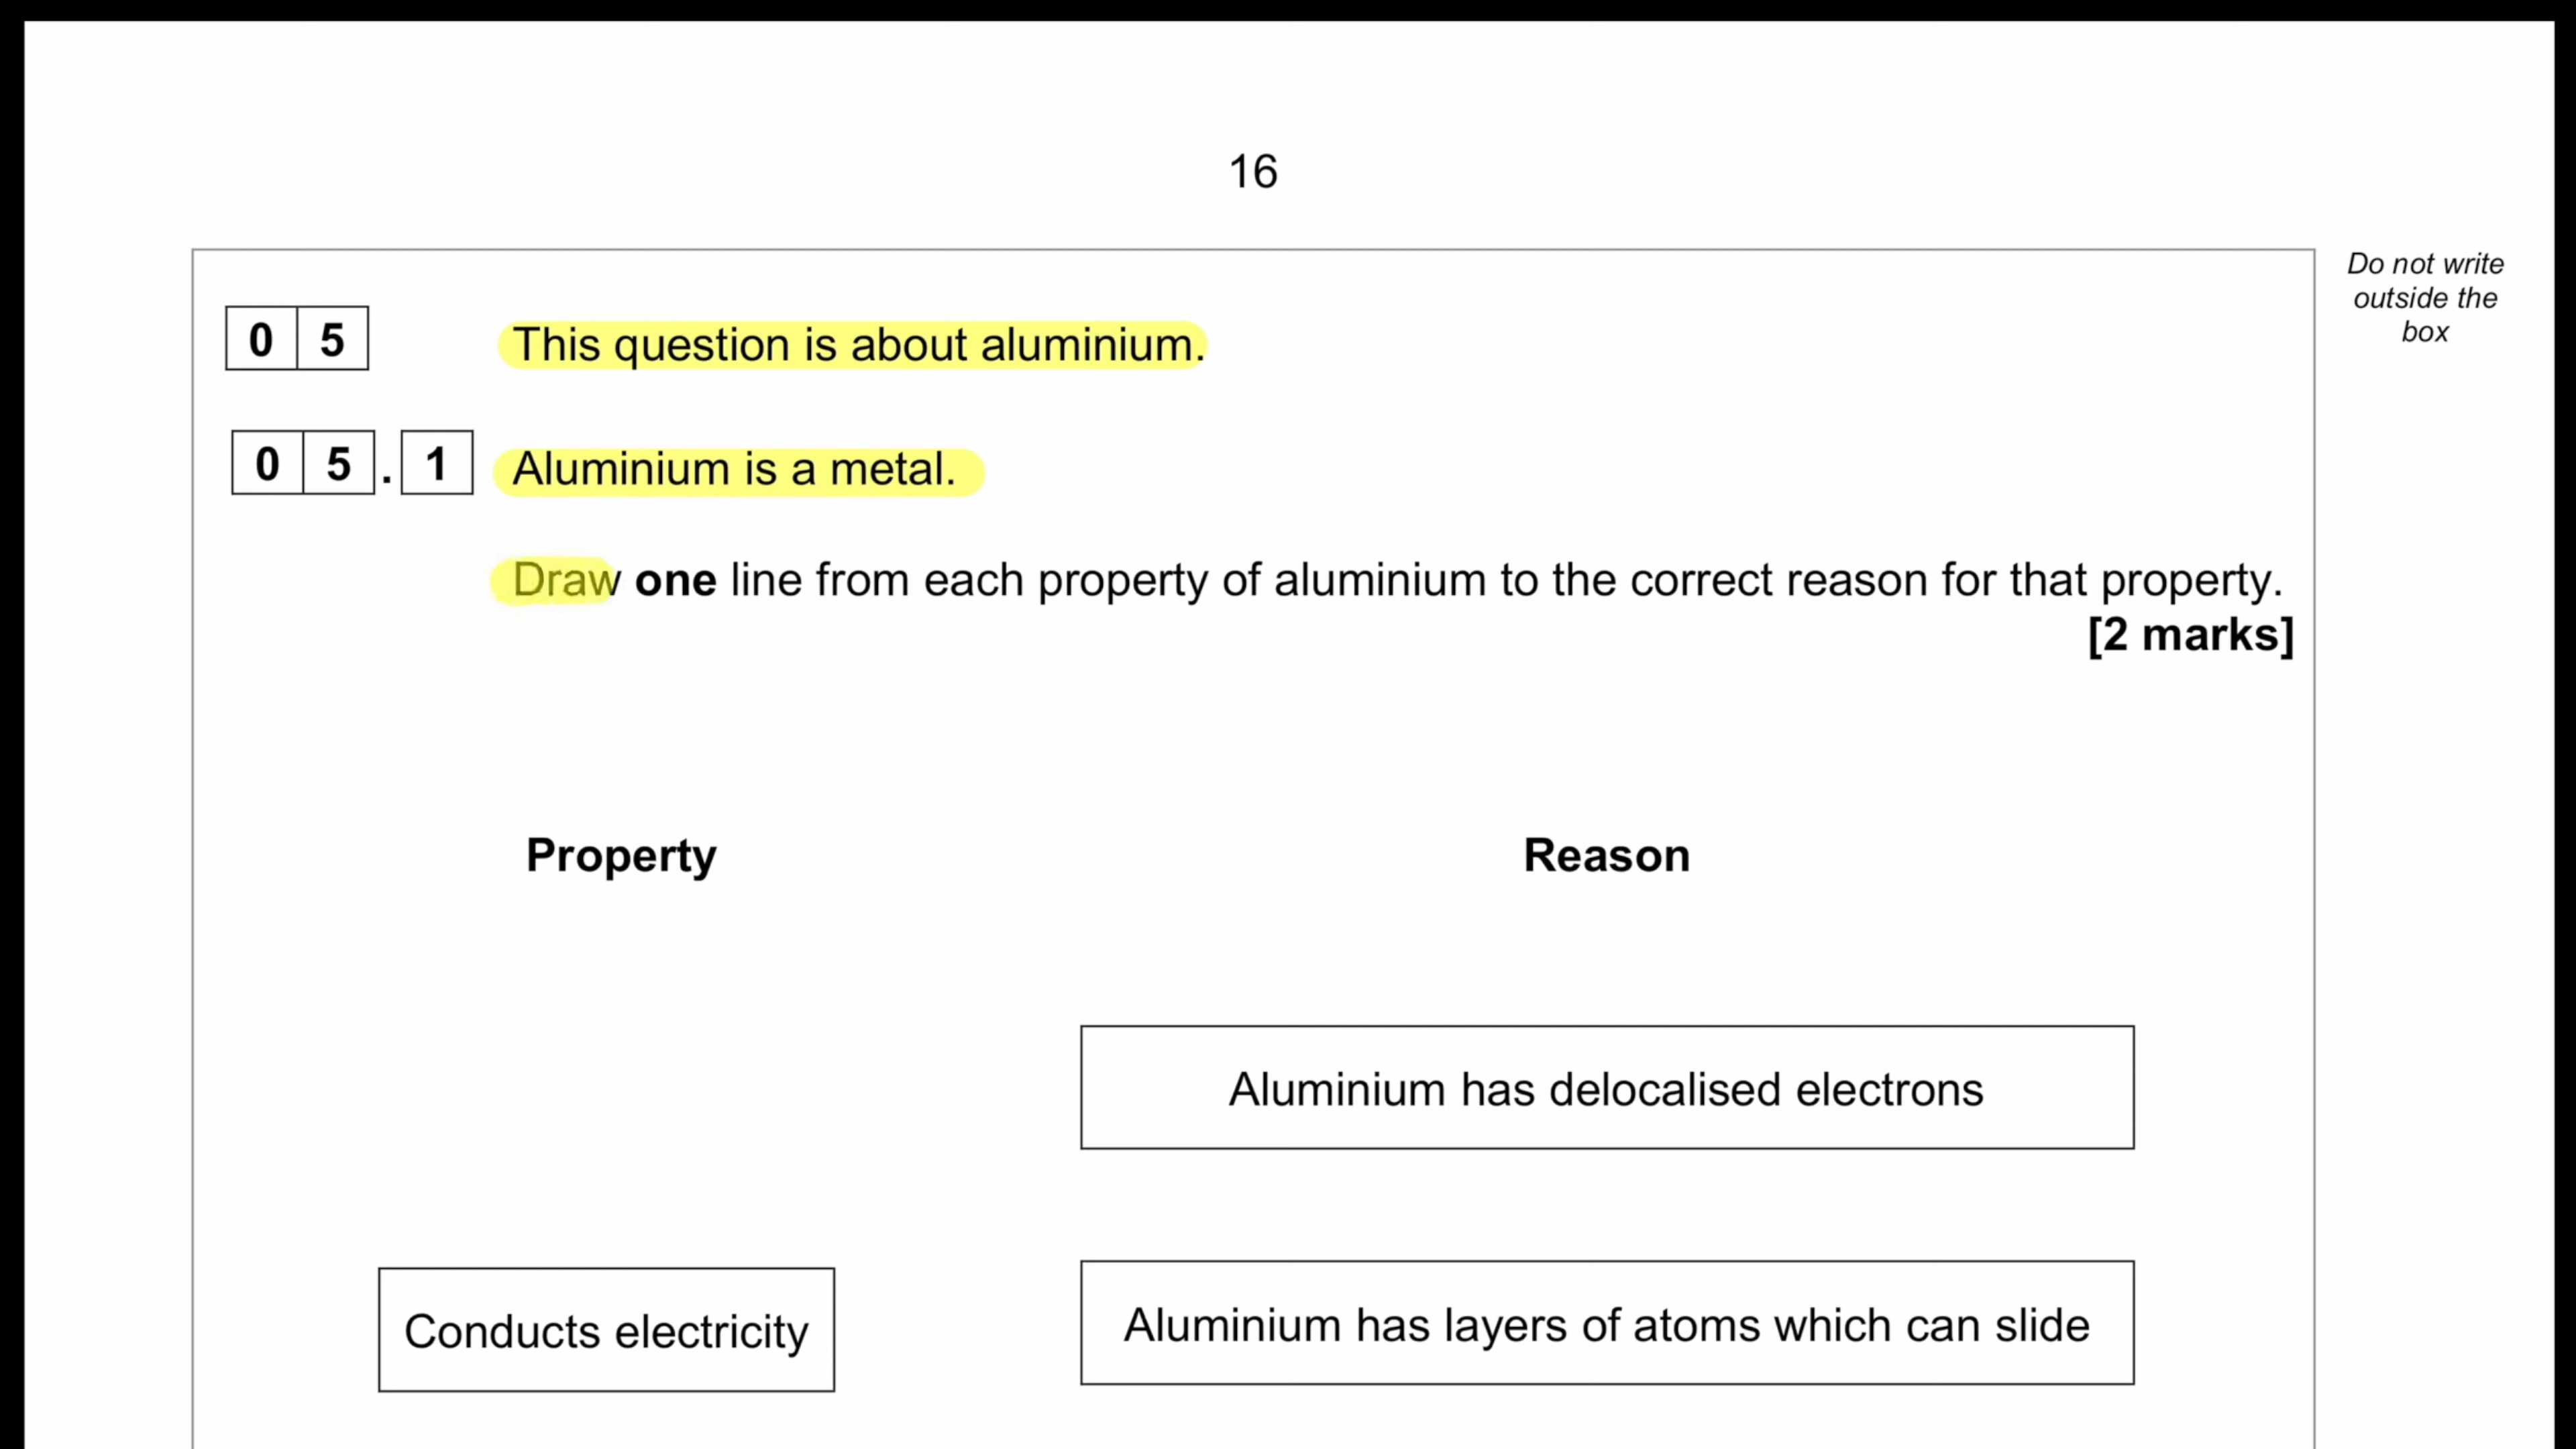 16
Do not write
outside the
box
0 5 This question is about aluminium.
0 5 . 1 Aluminium is a metal.
Draw one line from each property of aluminium to the correct reason for that property.
[2 marks]
Property Reason
Aluminium has delocalised electrons
Conducts electricity Aluminium has layers of atoms which can slide